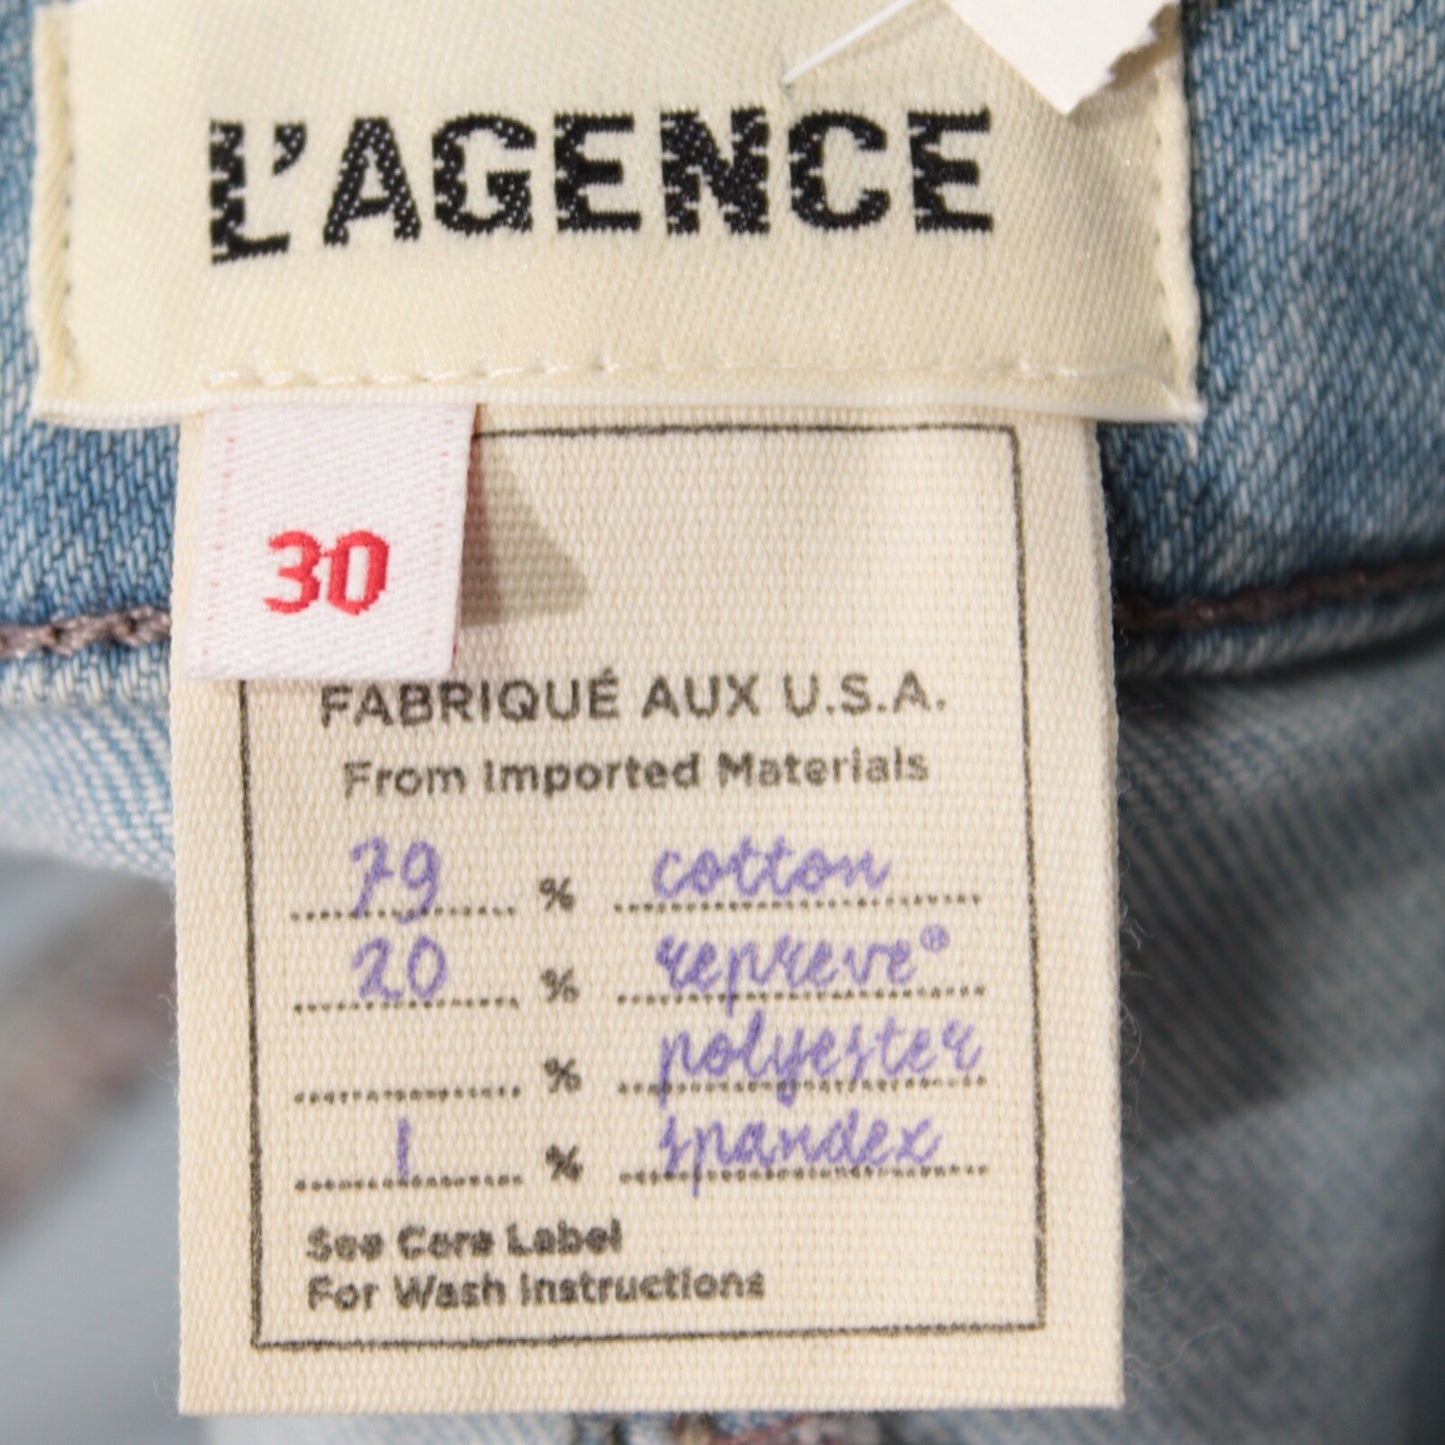 L'AGENCE
30
FABRIQUÉ AUX U.S.A.
From Imported Materials
79 % cotton
20 % repreve®
% polyester
1 % spandex
See Care Label
For Wash Instructions